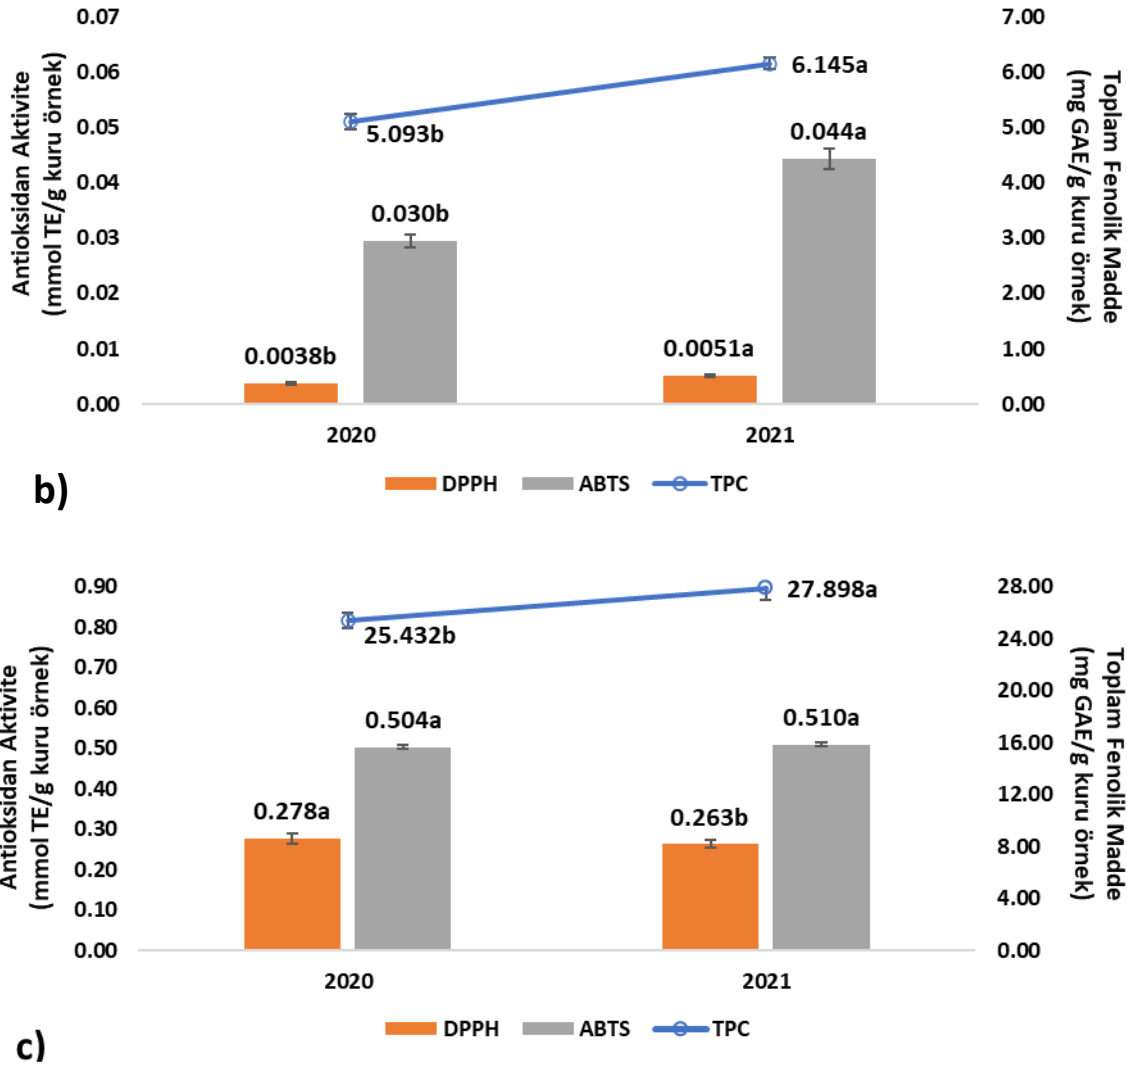 Antioksidan Aktivite
(mmol TE/g kuru örnek)
0.07
0.06
0.05
0.04
0.03
0.02
0.01
0.00
5.093b
6.145a
0.030b
0.044a
0.0038b
0.0051a
2020
2021
7.00
6.00
5.00
4.00
3.00
2.00
1.00
0.00
Toplam Fenolik Madde
(mg GAE/g kuru örnek)
DPPH ABTS TPC
b)
Antioksidan Aktivite
(mmol TE/g kuru örnek)
0.90
0.80
0.70
0.60
0.50
0.40
0.30
0.20
0.10
0.00
25.432b
27.898a
0.504a
0.510a
0.278a
0.263b
2020
2021
28.00
24.00
20.00
16.00
12.00
8.00
4.00
0.00
Toplam Fenolik Madde
(mg GAE/g kuru örnek)
DPPH ABTS TPC
c)